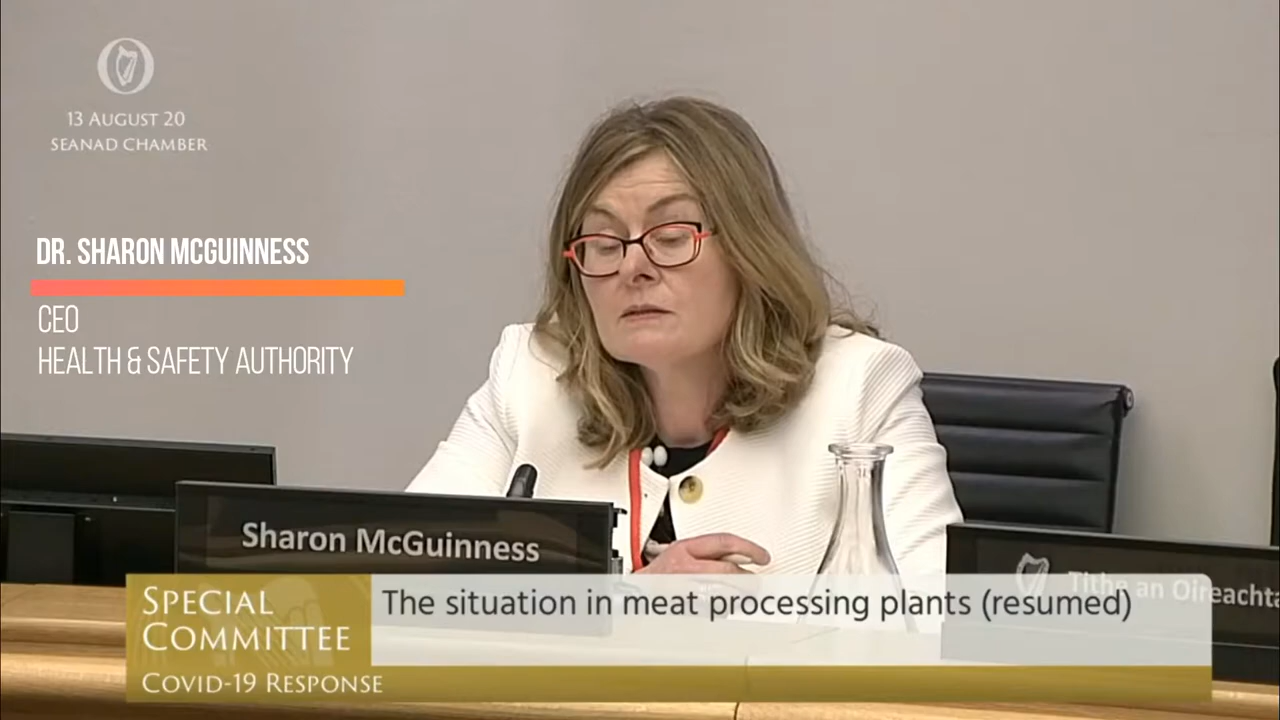 13 August 20
Seanad Chamber
DR. SHARON MCGUINNESS
CEO
HEALTH & SAFETY AUTHORITY
Sharon McGuinness
Tithe an Oireachta
Special
Committee
The situation in meat processing plants (resumed)
Covid-19 Response